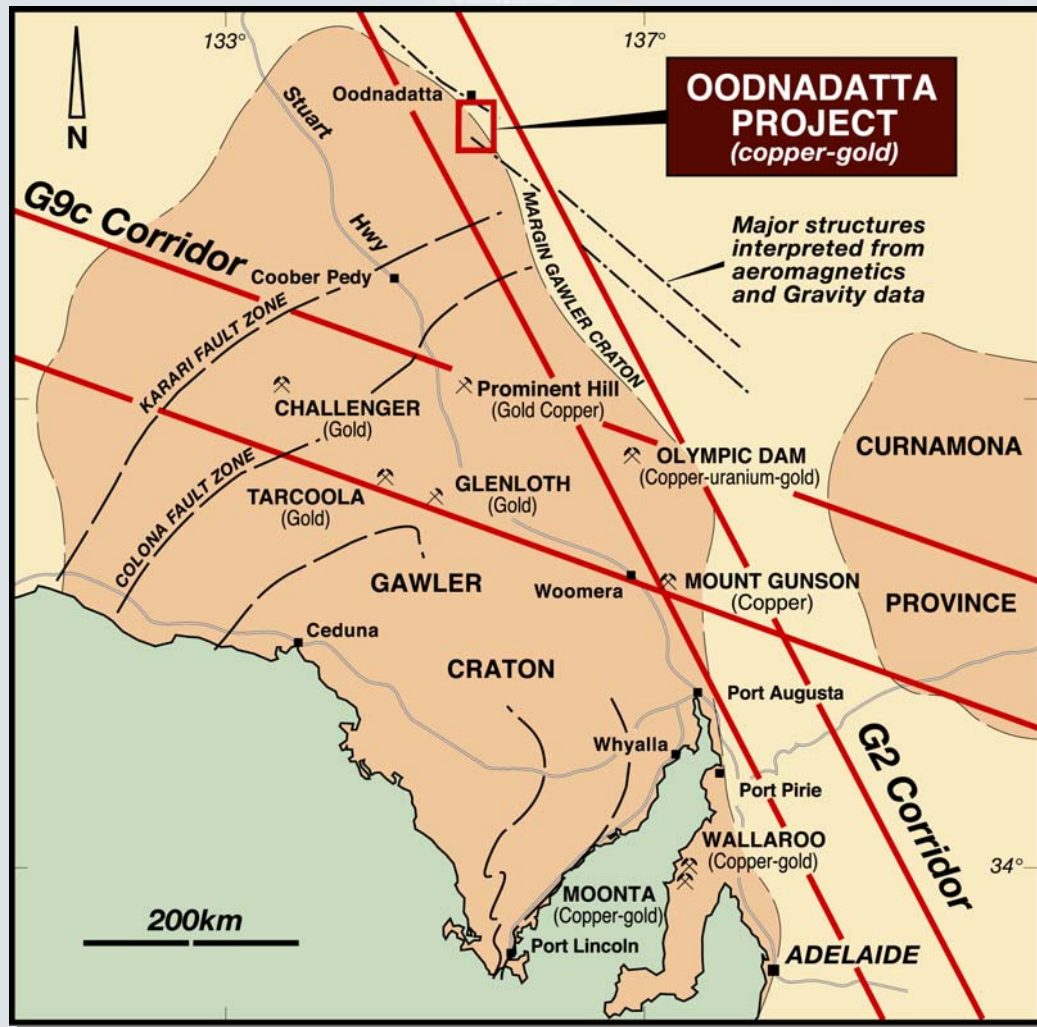 133°
137°
N
Stuart
Hwy
Oodnadatta
OODNADATTA
PROJECT
(copper-gold)
G9c Corridor
MARGIN GAWLER CRATON
Major structures
interpreted from
aeromagnetics
and Gravity data
Coober Pedy
KARARI FAULT ZONE
CHALLENGER
(Gold)
Prominent Hill
(Gold Copper)
OLYMPIC DAM
(Copper-uranium-gold)
CURNAMONA
PROVINCE
COLONA FAULT ZONE
TARCOOLA
(Gold)
GLENLOTH
(Gold)
GAWLER
CRATON
Woomera
MOUNT GUNSON
(Copper)
Ceduna
Port Augusta
Whyalla
Port Pirie
G2 Corridor
WALLAROO
(Copper-gold)
34°
MOONTA
(Copper-gold)
200km
Port Lincoln
ADELAIDE